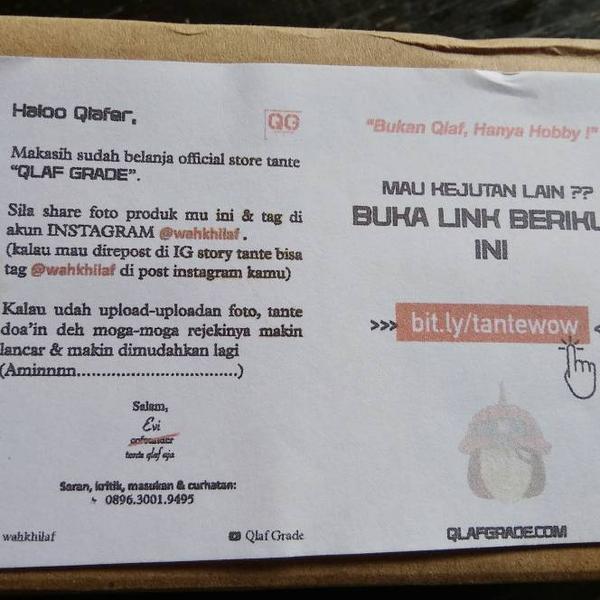 Haloo Qlafer,
QG
Makasih sudah belanja official store tante
"QLAF GRADE".
Sila share foto produk mu ini & tag di
akun INSTAGRAM @wahkhilaf .
(kalau mau direpost di IG story tante bisa
tag @wahkhilaf di post instagram kamu)
Kalau udah upload-uploadan foto, tante
doa'in deh moga-moga rejekinya makin
lancar & makin dimudahkan lagi
(Aminnnn.................................)
Salam,
Evi
cofounder
tante qlaf aja
Saran, kritik, masukan & curhatan:
0896.3001.9495
wahkhilaf
Qlaf Grade
"Bukan Qlaf, Hanya Hobby !"
MAU KEJUTAN LAIN ??
BUKA LINK BERIKU
INI
>>> bit.ly/tantewow <
QLAFGRADE.COM